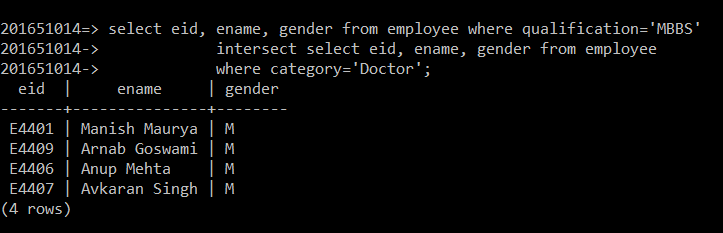 201651014=> select eid, ename, gender from employee where qualification='MBBS'
201651014->             intersect select eid, ename, gender from employee
201651014->             where category='Doctor';
  eid  |     ename     | gender
-------+---------------+--------
 E4401 | Manish Maurya | M
 E4409 | Arnab Goswami | M
 E4406 | Anup Mehta    | M
 E4407 | Avkaran Singh | M
(4 rows)